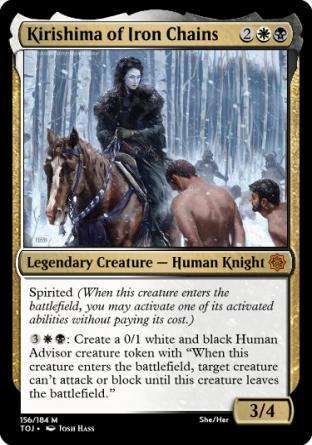 Kirishima of Iron Chains 2
Legendary Creature — Human Knight
Spirited (When this creature enters the
battlefield, you may activate one of its activated
abilities without paying its cost.)
3 : Create a 0/1 white and black Human
Advisor creature token with “When this
creature enters the battlefield, target creature
can’t attack or block until this creature leaves
the battlefield.”
3/4
156/184 M She/Her
TOJ • Josh Hass